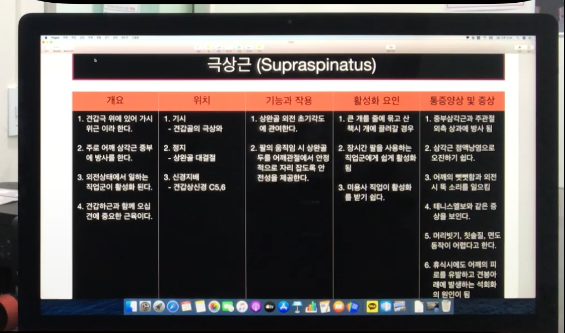 극상근 (Supraspinatus)
개요
1. 견갑극 위에 있어 가시
위근 이라 한다.
2. 주로 어깨 삼각근 중부
에 방사를 한다.
3. 외전상태에서 일하는
직업군이 활성화 된다.
4. 견갑하근과 함께 오십
견에 중요한 근육이다.
위치
1. 기시
- 견갑골의 극상와
2. 정지
- 상완골 대결절
3. 신경지배
- 견갑상신경 C5,6
기능과 작용
1. 상완골 외전 초기각도
에 관여한다.
2. 팔의 움직임 시 상완골
두를 어깨관절에서 안정
적으로 자리 잡도록 안
전성을 제공한다.
활성화 요인
1. 큰 개를 줄에 묶고 산
책시 개에 끌려갈 경우
2. 장시간 팔을 사용하는
직업군에게 쉽게 활성화
됨
3. 미용사 직업이 활성화
를 받기 쉽다.
통증양상 및 증상
1. 중부삼각근과 주관절
외측 상과에 방사 됨
2. 삼각근 점액낭염으로
오진하기 쉽다.
3. 어깨의 뻣뻣함과 외전
시 뚝 소리를 일으킴
4. 테니스엘보와 같은 증
상을 보인다.
5. 머리빗기, 칫솔질, 면도
동작이 어렵다고 한다.
6. 휴식시에도 어깨의 피
로를 유발하고 견봉아
래에 발생하는 석회화
의 원인이 됨